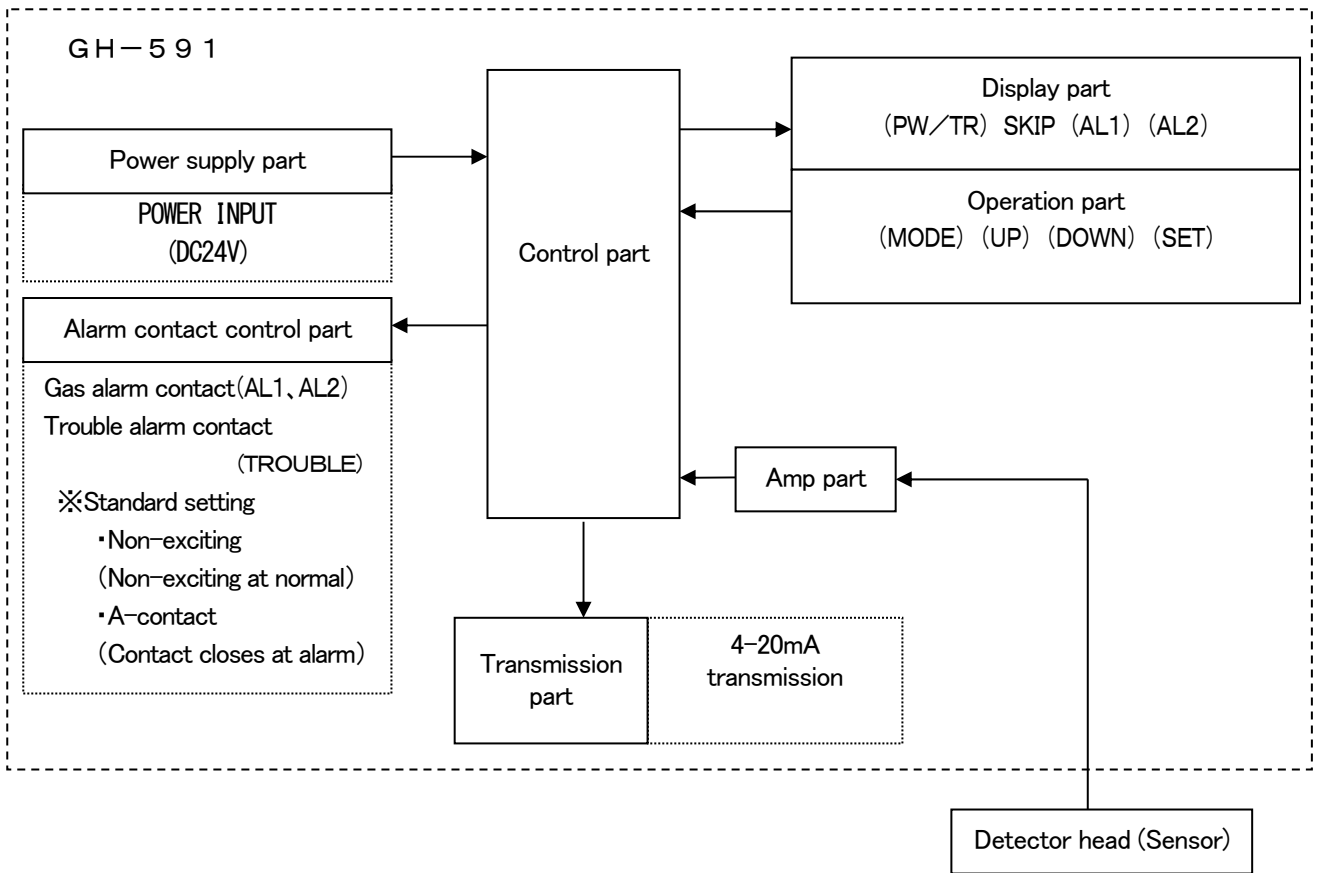 ＧＨ－５９１
Power supply part
POWER INPUT
(DC24V)
Alarm contact control part
Gas alarm contact(AL1、AL2)
Trouble alarm contact
(TROUBLE)
※Standard setting
・Non-exciting
(Non-exciting at normal)
・A-contact
(Contact closes at alarm)
Control part
Display part
(PW／TR) SKIP (AL1) (AL2)
Operation part
(MODE) (UP) (DOWN) (SET)
Amp part
Transmission
part
4-20mA
transmission
Detector head (Sensor)